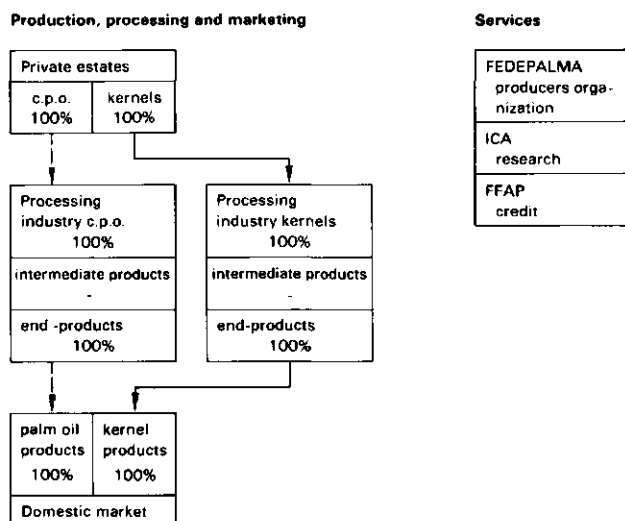 Production, processing and marketing
Private estates
c.p.o.
100%
kernels
100%
Processing
industry c.p.o.
100%
intermediate products
-
end -products
100%
Processing
industry kernels
100%
intermediate products
-
end-products
100%
palm oil
products
100%
kernel
products
100%
Domestic market
Services
FEDEPALMA
producers orga-
nization
ICA
research
FFAP
credit